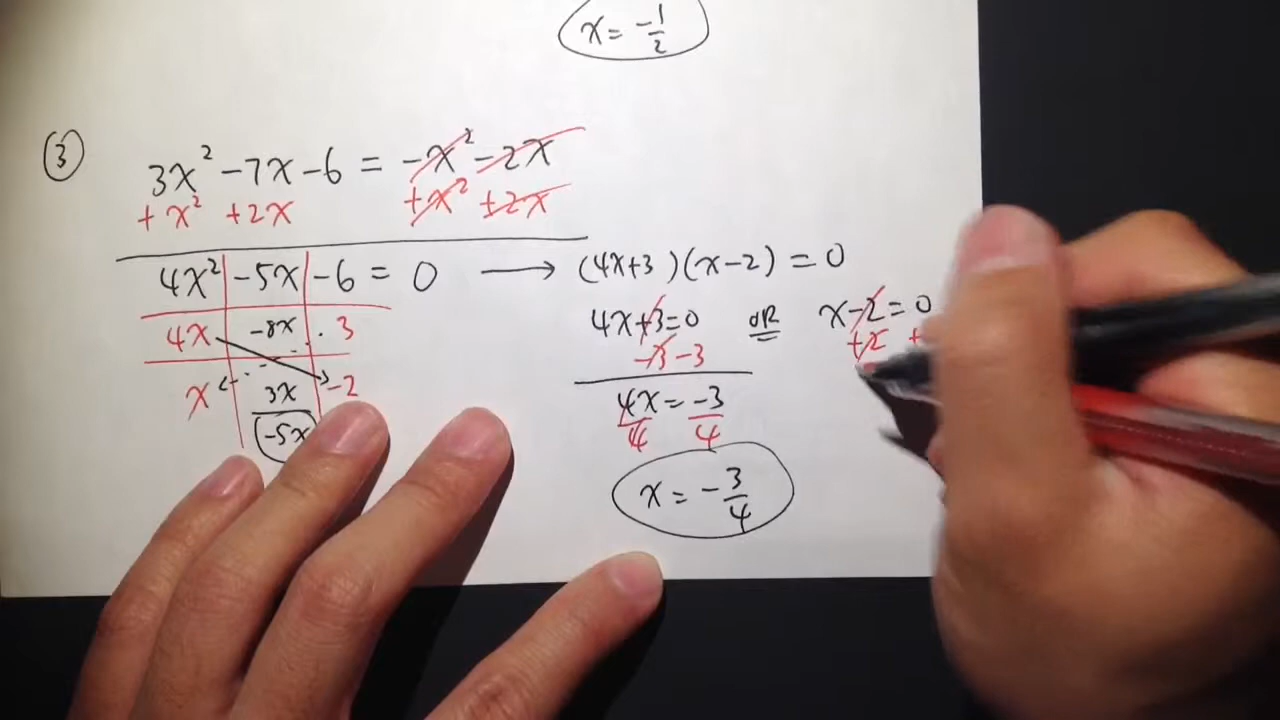 x = -1/2
③
3x² - 7x - 6 = -x² - 2x
+x² +2x +x² +2x
4x² - 5x - 6 = 0 → (4x+3)(x-2) = 0
4x -8x 3
x 3x -2
-5x
4x+3=0 OR x-2=0
-3 -3 +2 +
4x = -3
4 4
x = -3/4